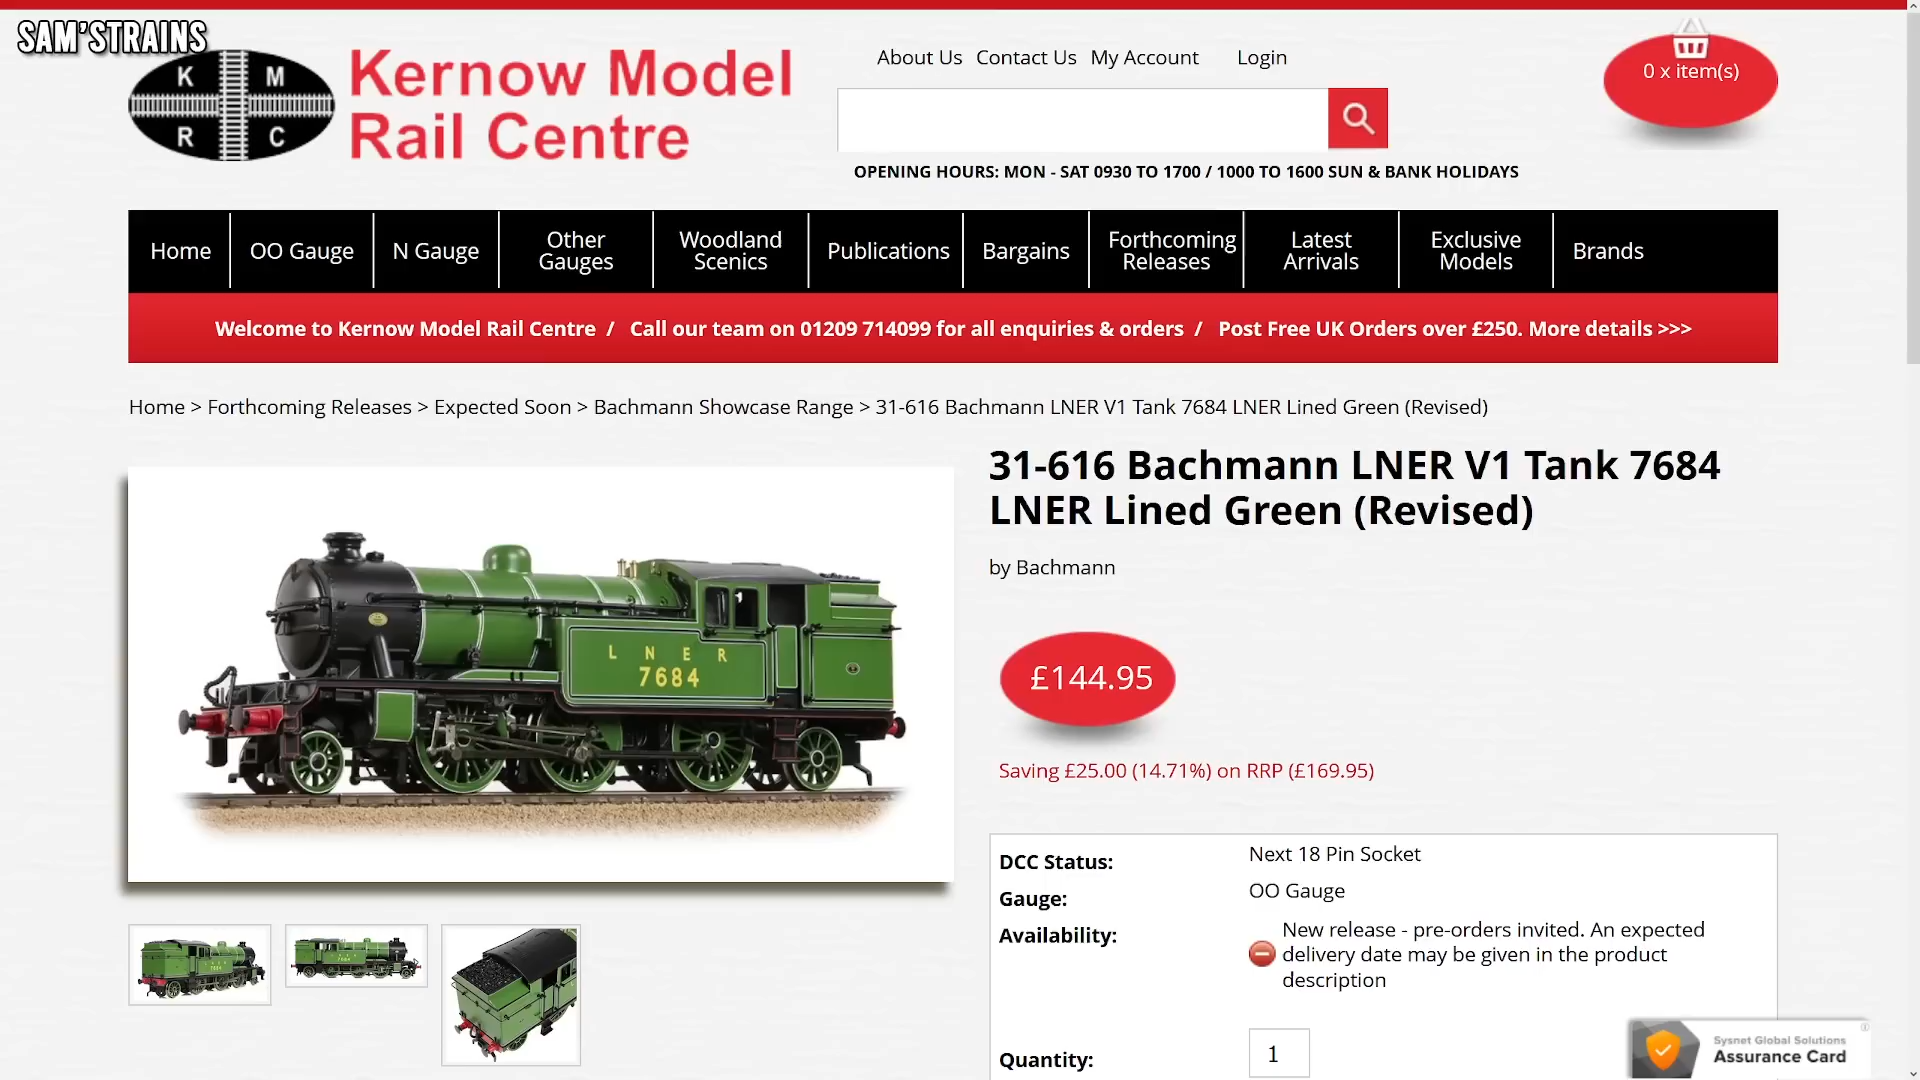 SAM'STRAINS
K M
R C
Kernow Model
Rail Centre
About Us Contact Us My Account Login
0 x item(s)
OPENING HOURS: MON - SAT 0930 TO 1700 / 1000 TO 1600 SUN & BANK HOLIDAYS
Home
OO Gauge
N Gauge
Other
Gauges
Woodland
Scenics
Publications
Bargains
Forthcoming
Releases
Latest
Arrivals
Exclusive
Models
Brands
Welcome to Kernow Model Rail Centre / Call our team on 01209 714099 for all enquiries & orders / Post Free UK Orders over £250. More details >>>
Home > Forthcoming Releases > Expected Soon > Bachmann Showcase Range > 31-616 Bachmann LNER V1 Tank 7684 LNER Lined Green (Revised)
31-616 Bachmann LNER V1 Tank 7684
LNER Lined Green (Revised)
by Bachmann
L N E R
7684
£144.95
Saving £25.00 (14.71%) on RRP (£169.95)
DCC Status: Next 18 Pin Socket
Gauge: OO Gauge
Availability: New release - pre-orders invited. An expected
delivery date may be given in the product
description
Quantity: 1
Sysnet Global Solutions
Assurance Card